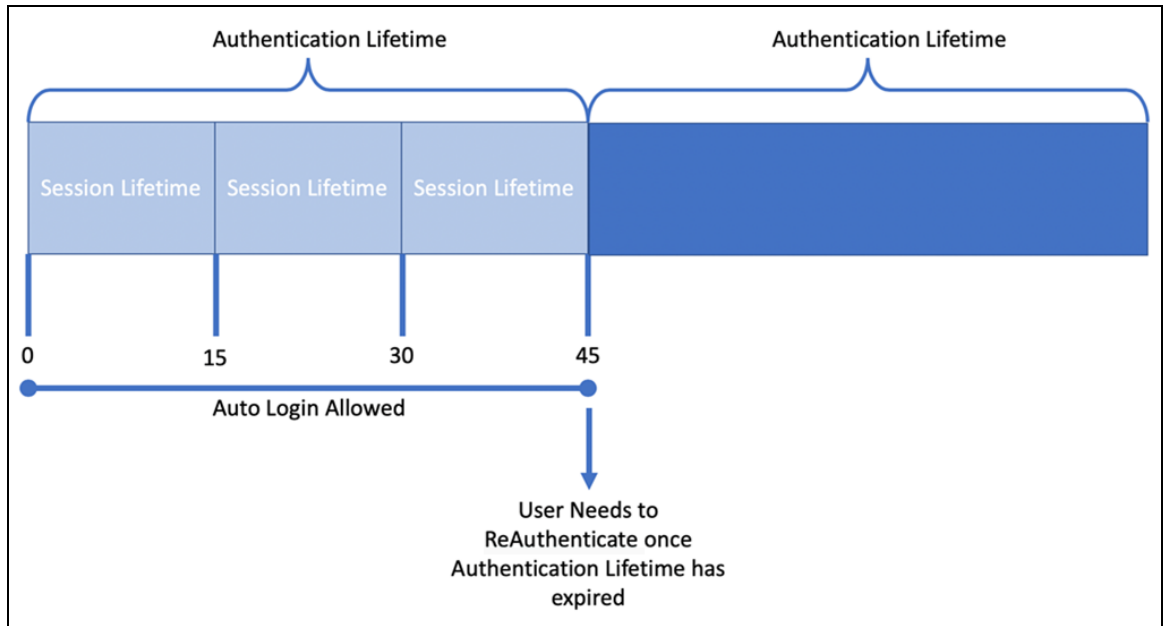 Authentication Lifetime
Authentication Lifetime
Session Lifetime
Session Lifetime
Session Lifetime
0
15
30
45
Auto Login Allowed
User Needs to
ReAuthenticate once
Authentication Lifetime has
expired